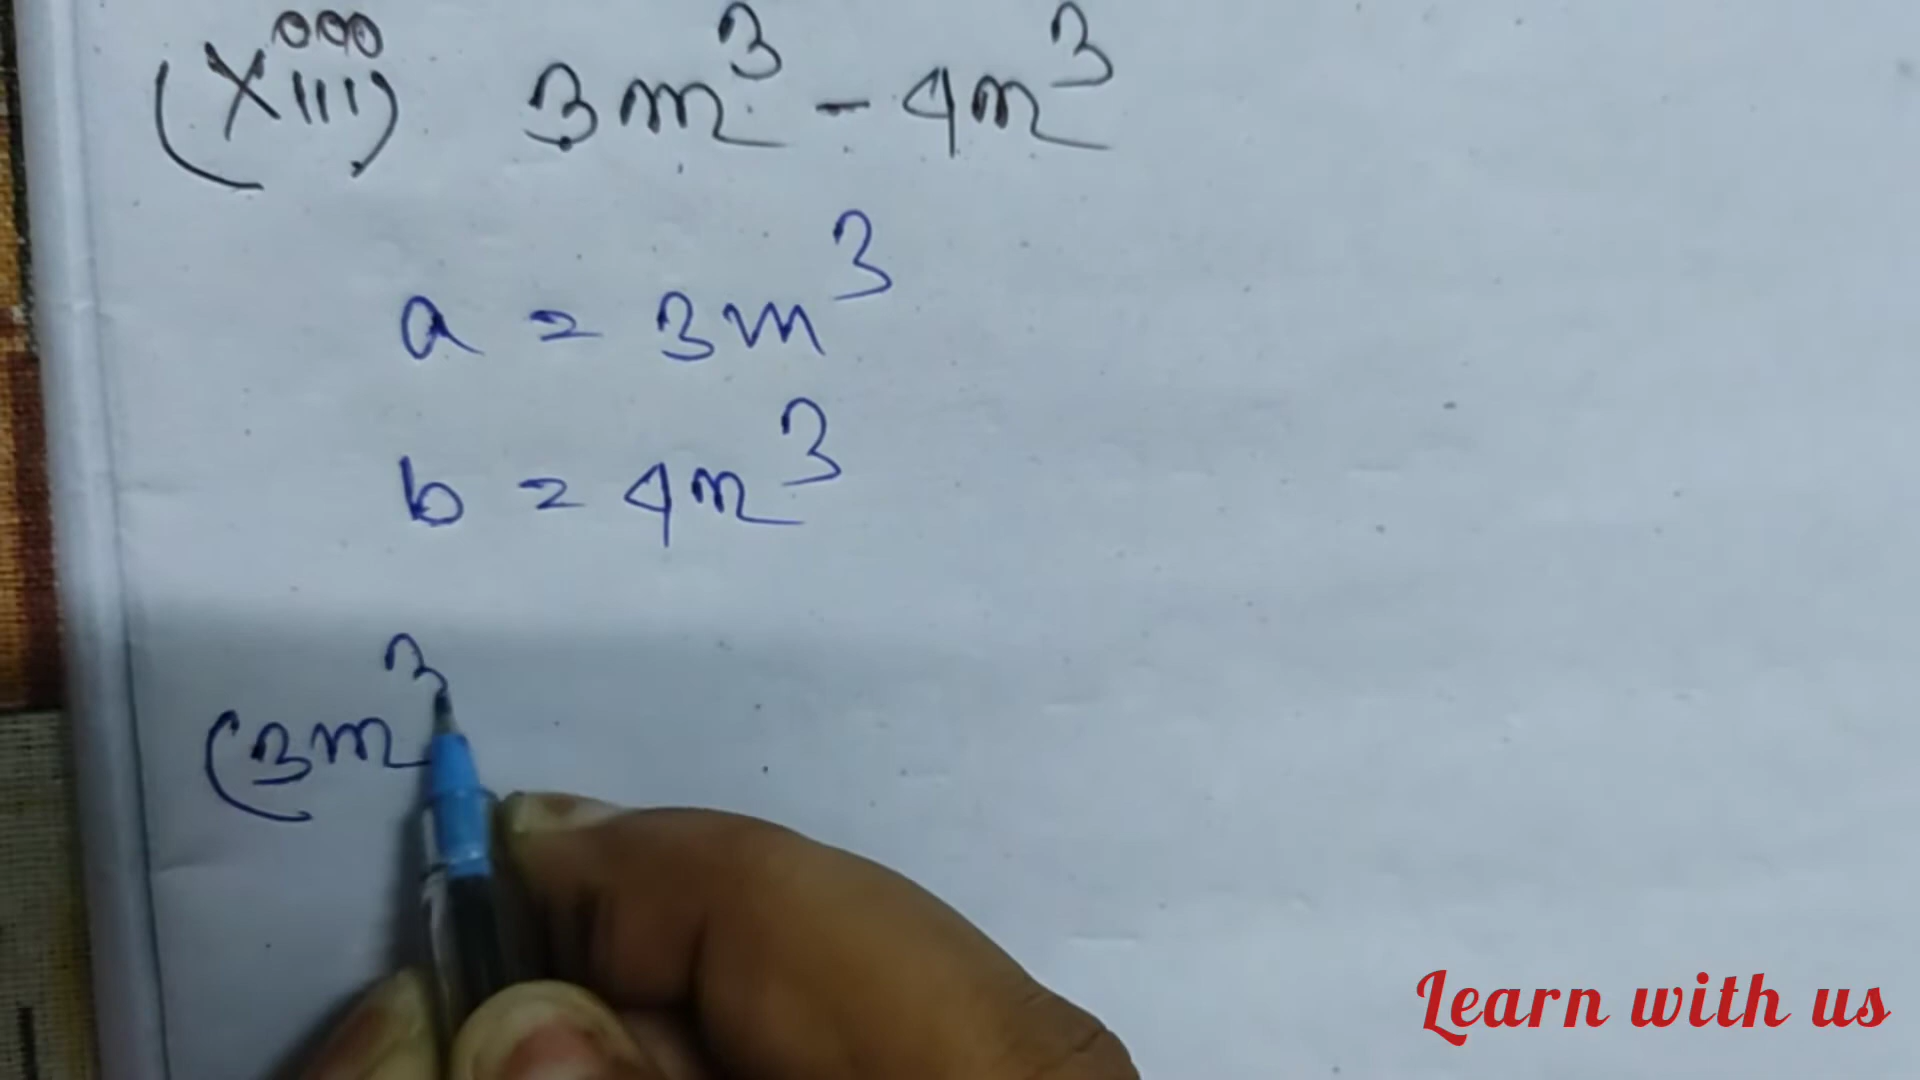 (XIII) 3m³ - 4n³
a = 3m³
b = 4n³
(3m³
Learn with us